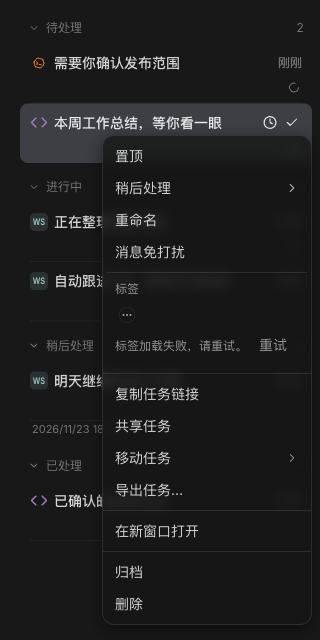 待处理 2
需要你确认发布范围 刚刚
本周工作总结，等你看一眼
置顶
进行中
稍后处理
WS 正在整理
重命名
消息免打扰
WS 自动跟进
标签
稍后处理
标签加载失败，请重试。 重试
WS 明天继续
复制任务链接
2026/11/23 18
共享任务
已处理
移动任务
已确认的
导出任务...
在新窗口打开
归档
删除